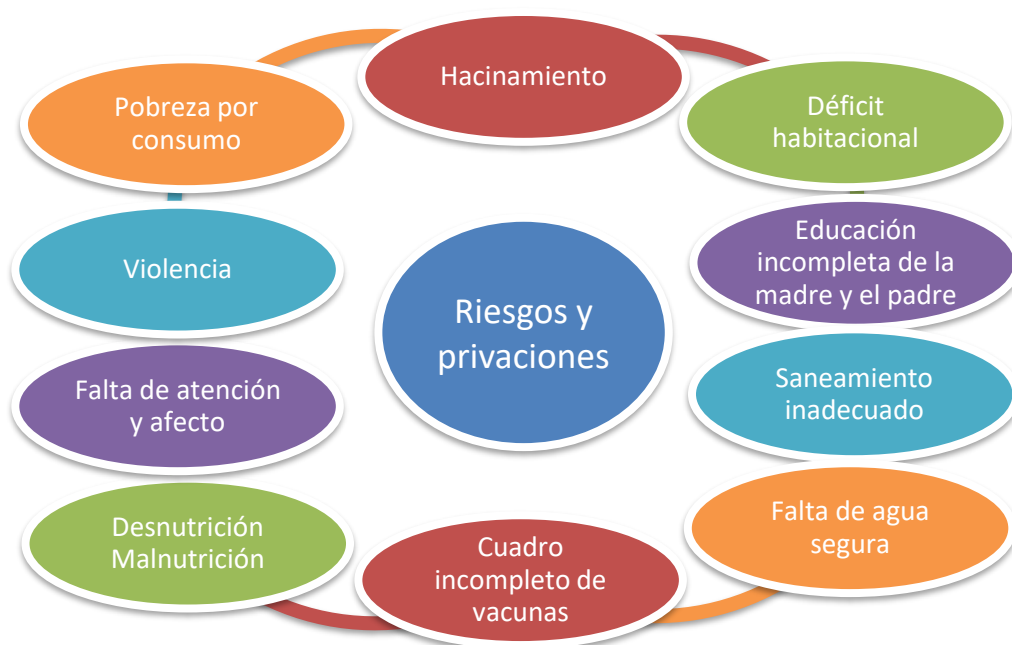 Hacinamiento
Déficit
habitacional
Educación
incompleta de la
madre y el padre
Saneamiento
inadecuado
Falta de agua
segura
Cuadro
incompleto de
vacunas
Desnutrición
Malnutrición
Falta de atención
y afecto
Violencia
Pobreza por
consumo
Riesgos y
privaciones